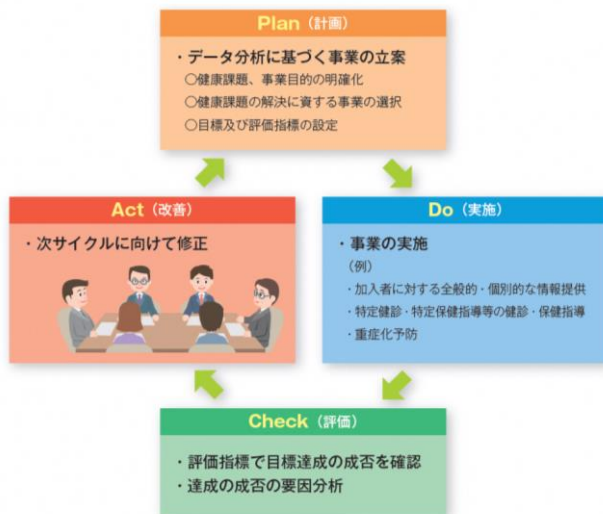 Plan（計画）
・データ分析に基づく事業の立案
○健康課題、事業目的の明確化
○健康課題の解決に資する事業の選択
○目標及び評価指標の設定
Act（改善）
・次サイクルに向けて修正
Do（実施）
・事業の実施
（例）
・加入者に対する全般的・個別的な情報提供
・特定健診・特定保健指導等の健診・保健指導
・重症化予防
Check（評価）
・評価指標で目標達成の成否を確認
・達成の成否の要因分析